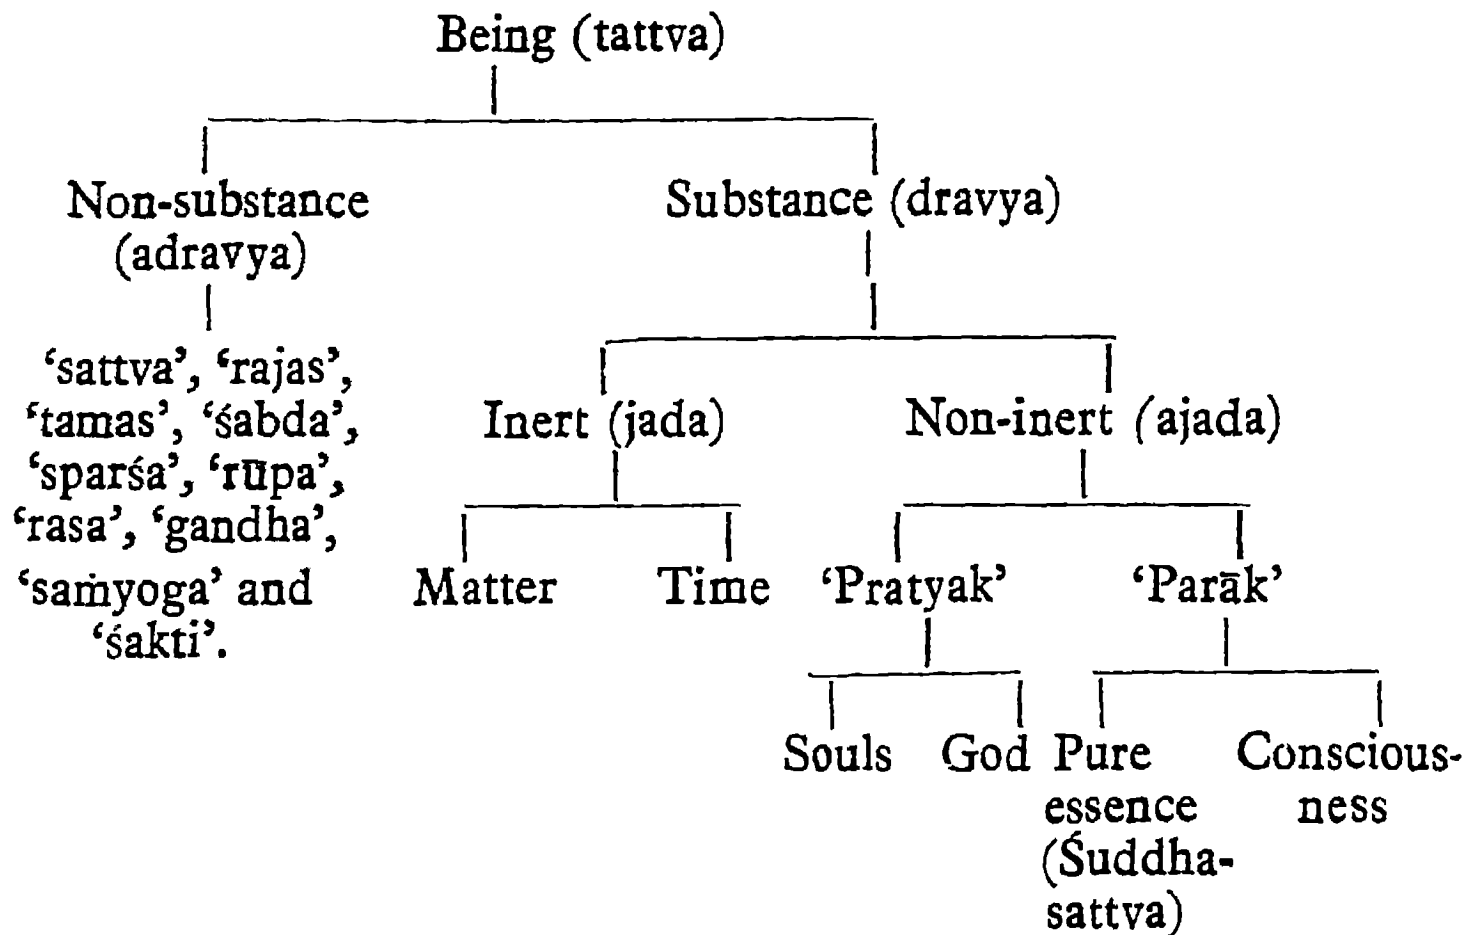 Being (tattva)
Non-substance
(adravya)
Substance (dravya)
‘sattva’, ‘rajas’,
‘tamas’, ‘śabda’,
‘sparśa’, ‘rūpa’,
‘rasa’, ‘gandha’,
‘saṁyoga’ and
‘śakti’.
Inert (jada)
Non-inert (ajada)
Matter
Time
‘Pratyak’
‘Parāk’
Souls
God
Pure
essence
(Śuddha-
sattva)
Conscious-
ness